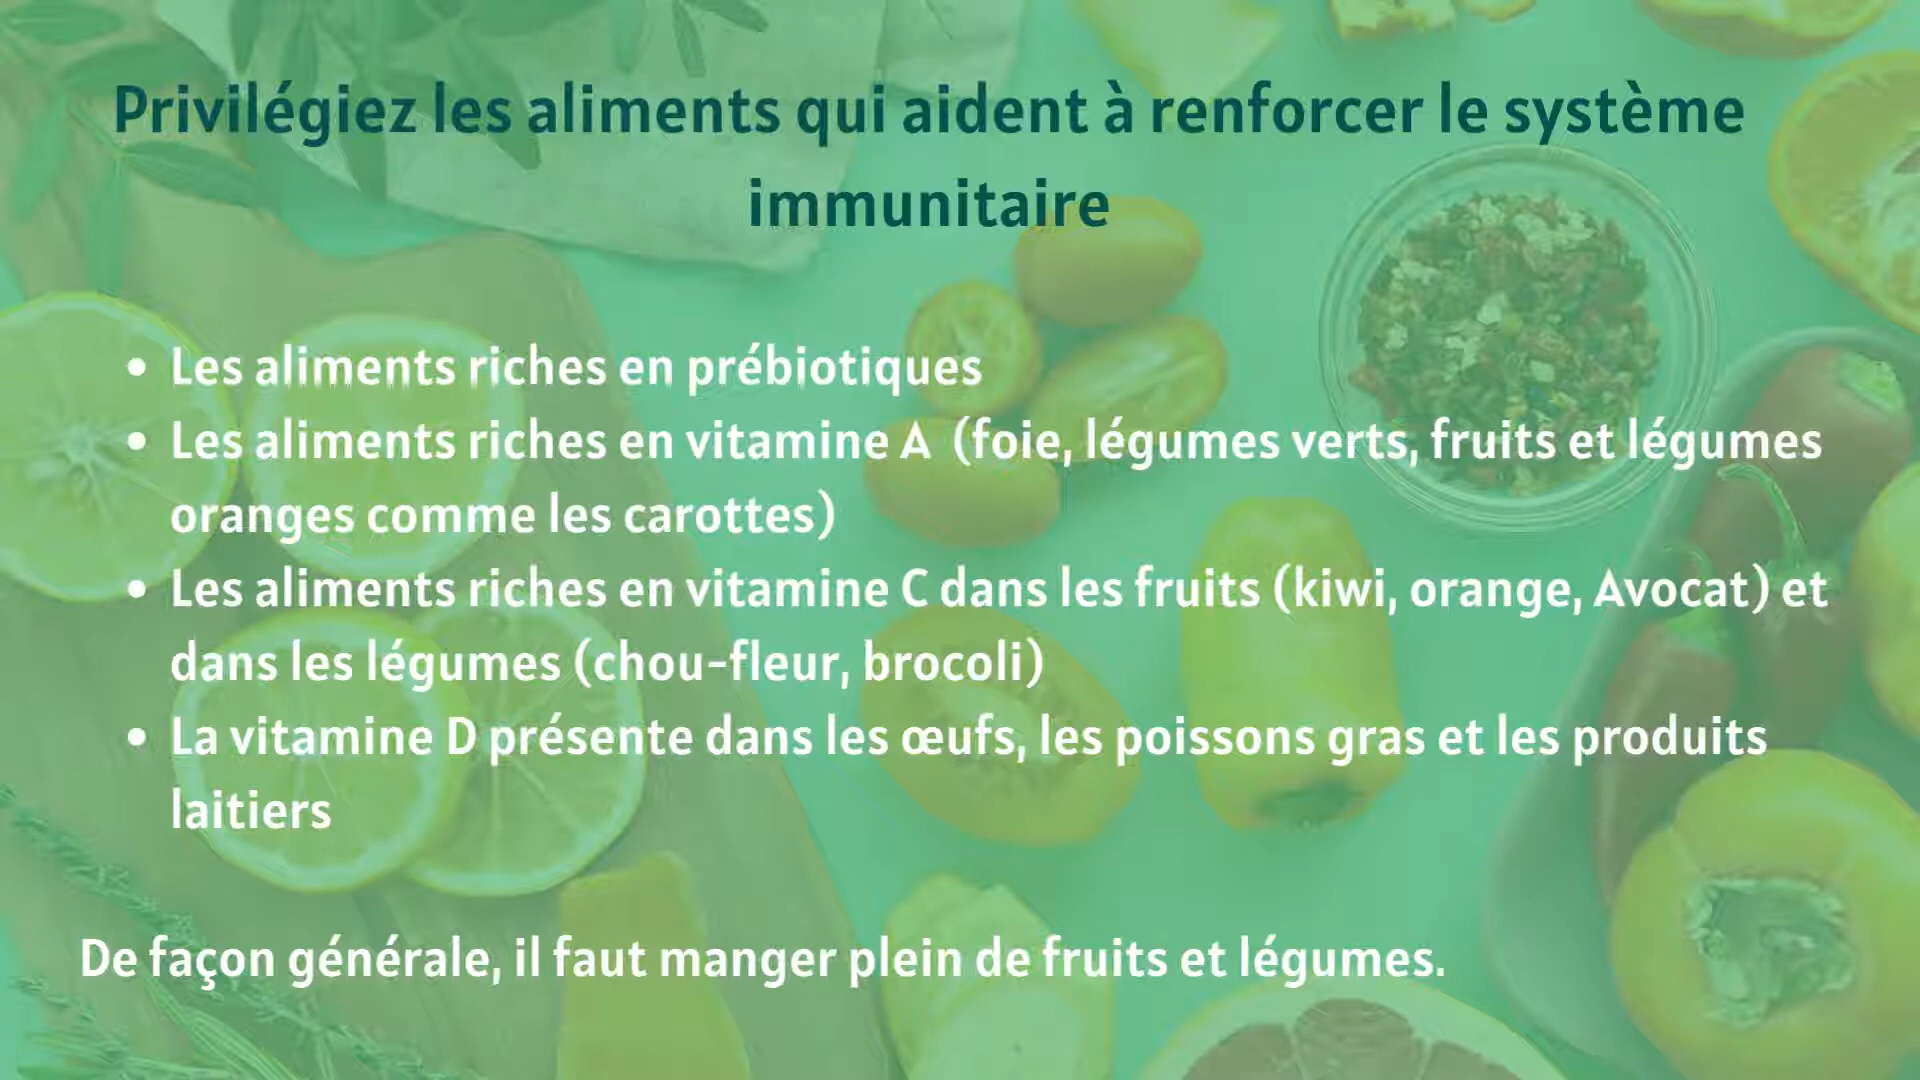 Privilégiez les aliments qui aident à renforcer le système
immunitaire
• Les aliments riches en prébiotiques
• Les aliments riches en vitamine A (foie, légumes verts, fruits et légumes
oranges comme les carottes)
• Les aliments riches en vitamine C dans les fruits (kiwi, orange, Avocat) et
dans les légumes (chou-fleur, brocoli)
• La vitamine D présente dans les œufs, les poissons gras et les produits
laitiers
De façon générale, il faut manger plein de fruits et légumes.